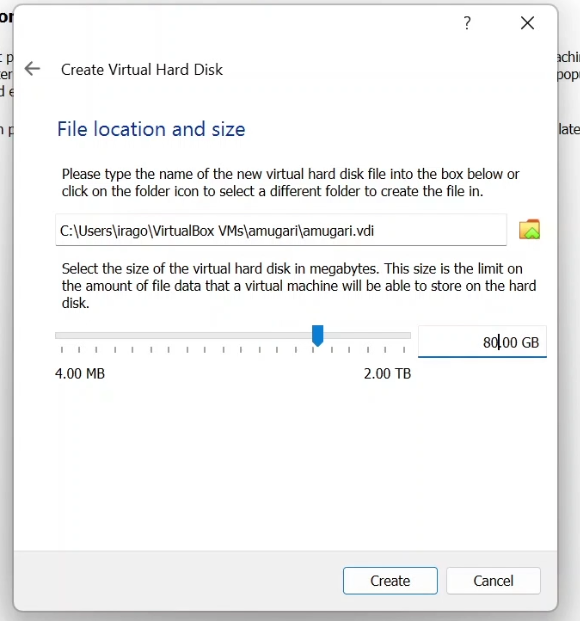 ?
Create Virtual Hard Disk
File location and size
Please type the name of the new virtual hard disk file into the box below or
click on the folder icon to select a different folder to create the file in.
C:\Users\irago\VirtualBox VMs\amugari\amugari.vdi
Select the size of the virtual hard disk in megabytes. This size is the limit on
the amount of file data that a virtual machine will be able to store on the hard
disk.
80.00 GB
4.00 MB 2.00 TB
Create Cancel